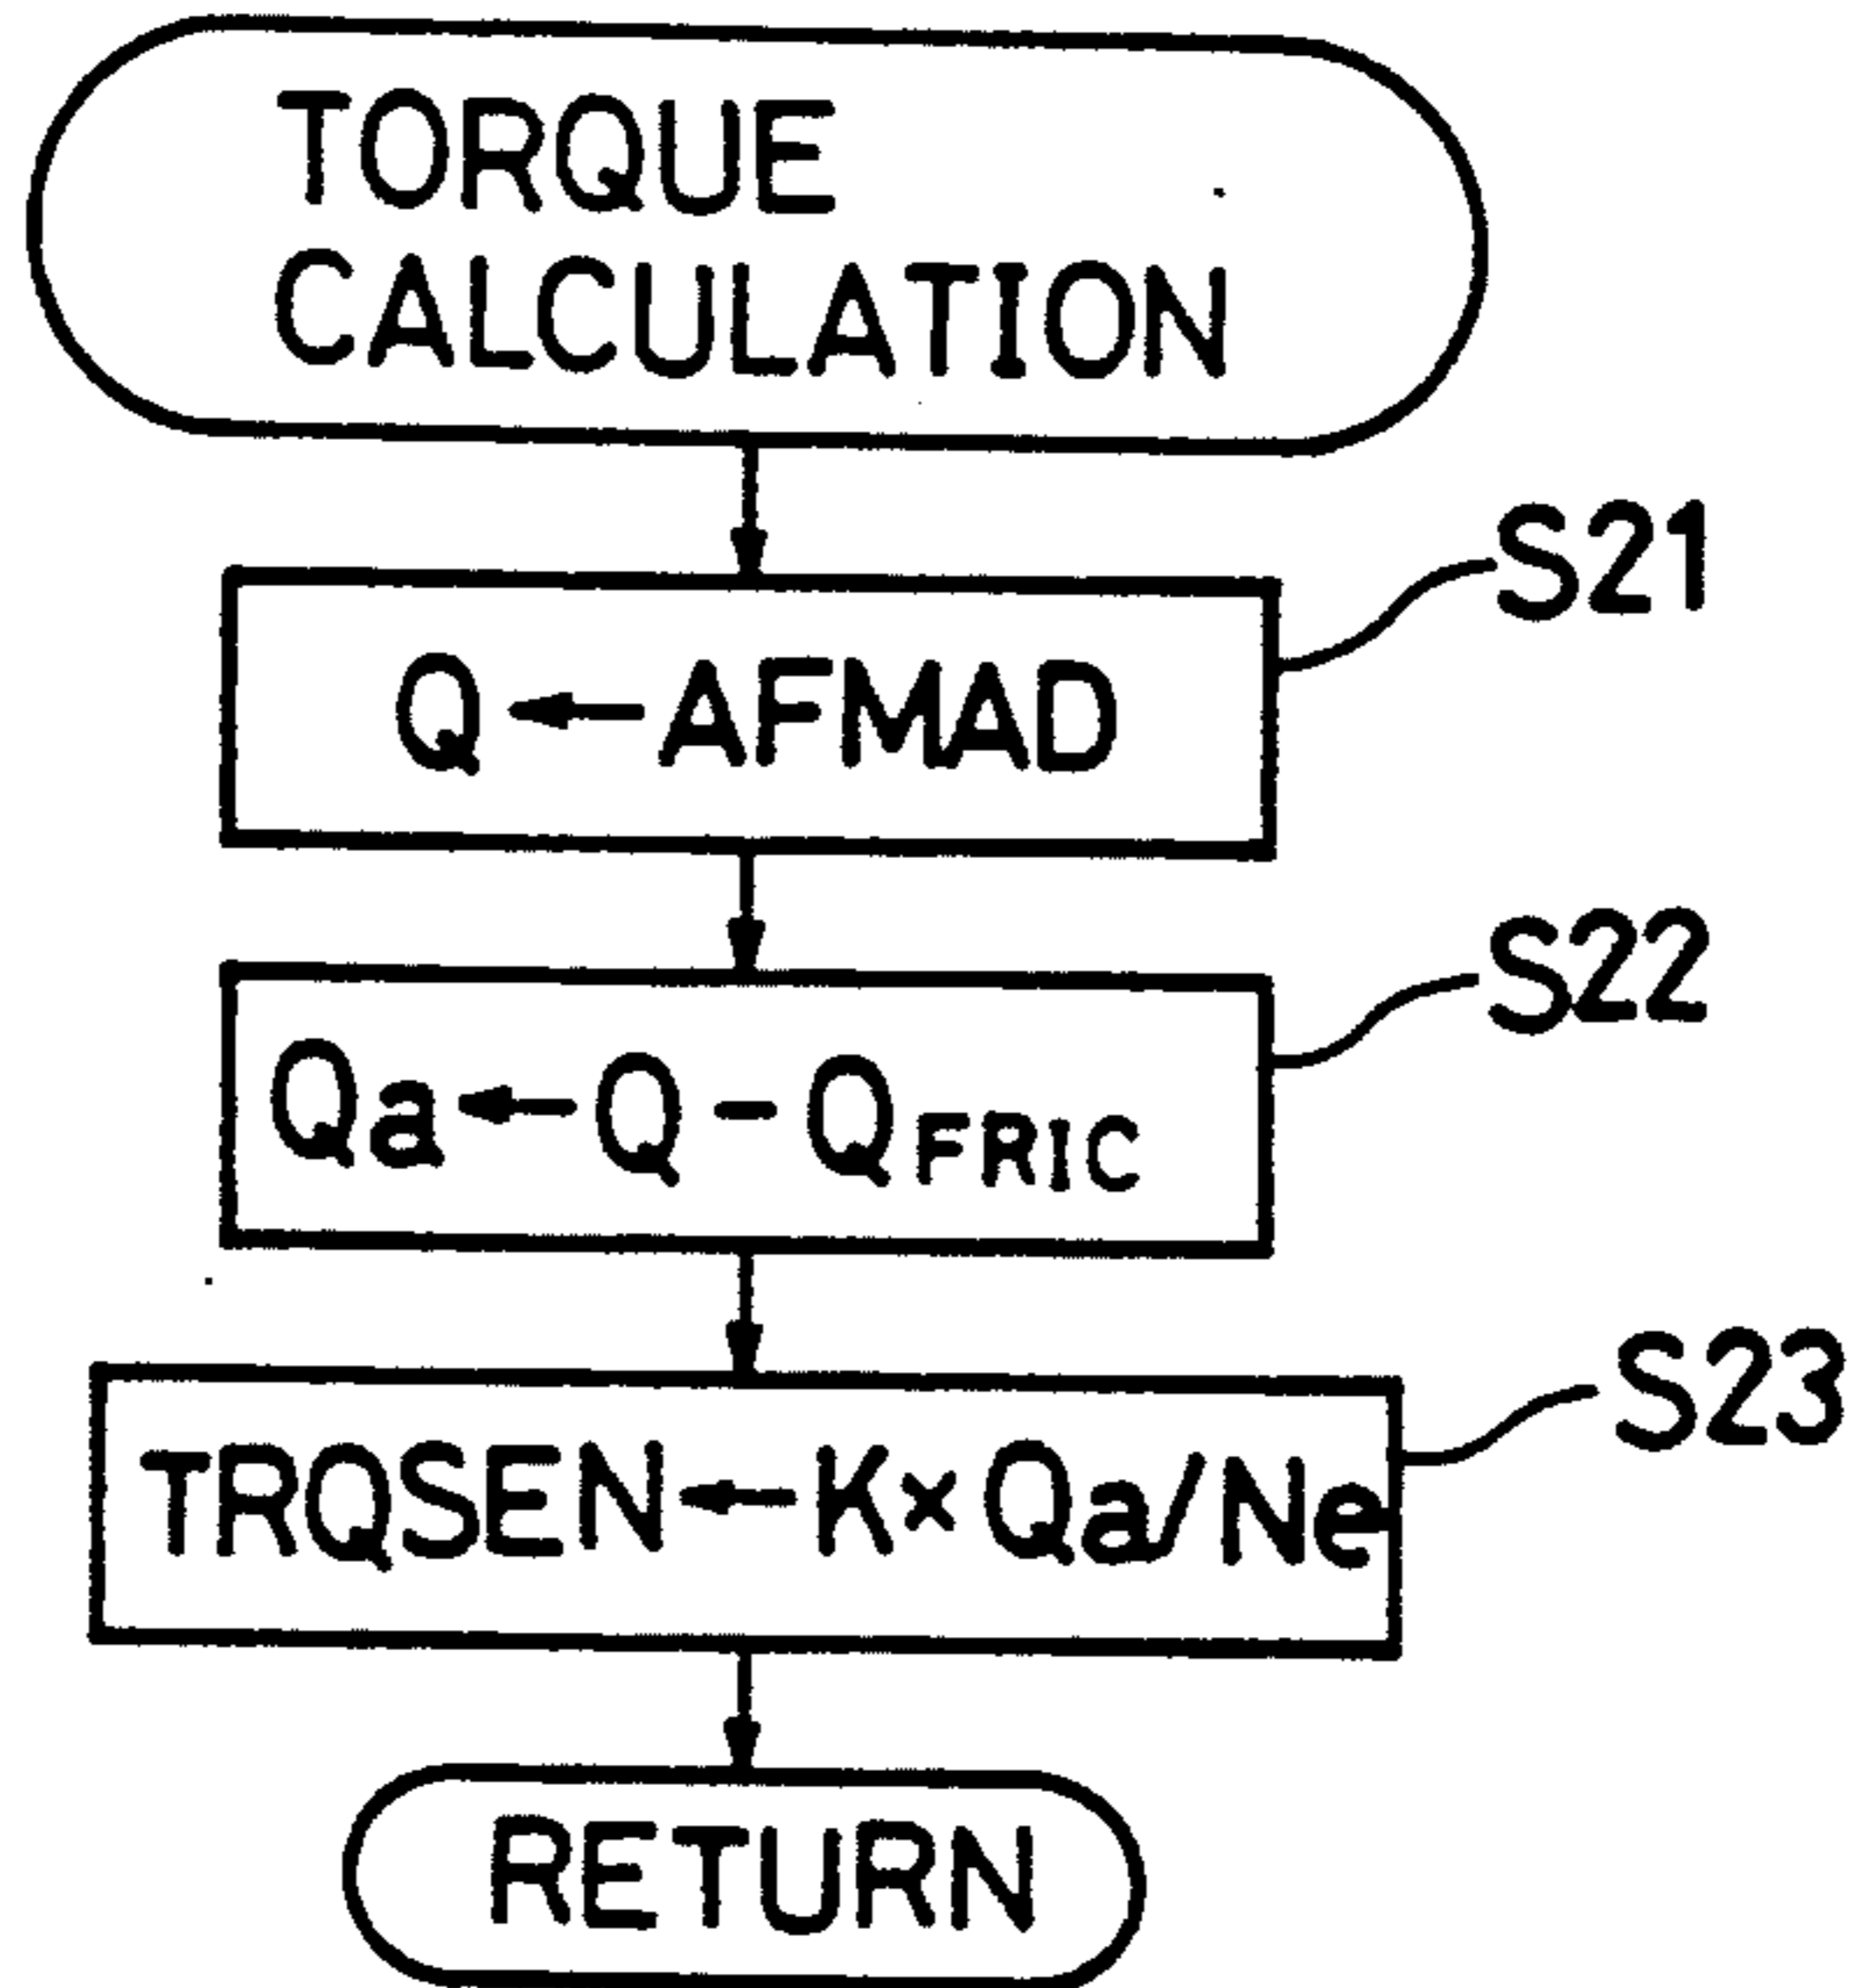 TORQUE
CALCULATION
S21
Q←AFMAD
S22
Qa←Q-QFRIC
S23
TRQSEN←K×Qa/Ne
RETURN